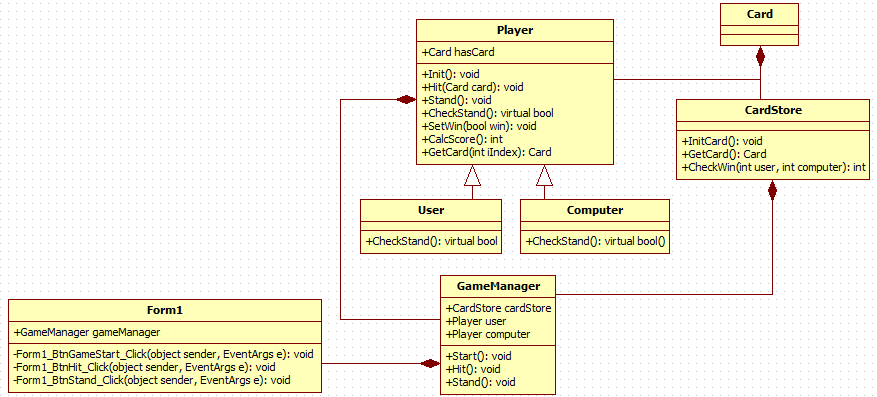 Player
+Card hasCard
+Init(): void
+Hit(Card card): void
+Stand(): void
+CheckStand(): virtual bool
+SetWin(bool win): void
+CalcScore(): int
+GetCard(int iIndex): Card
Card
CardStore
+InitCard(): void
+GetCard(): Card
+CheckWin(int user, int computer): int
User
+CheckStand(): virtual bool
Computer
+CheckStand(): virtual bool()
GameManager
+CardStore cardStore
+Player user
+Player computer
+Start(): void
+Hit(): void
+Stand(): void
Form1
+GameManager gameManager
-Form1_BtnGameStart_Click(object sender, EventArgs e): void
-Form1_BtnHit_Click(object sender, EventArgs e): void
-Form1_BtnStand_Click(object sender, EventArgs e): void